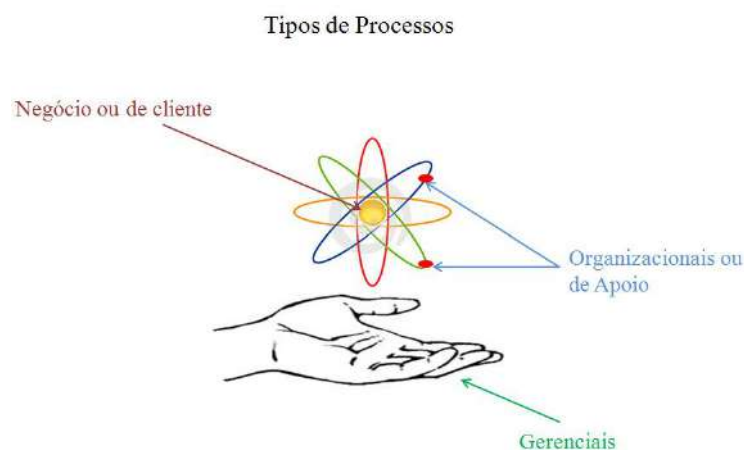 Tipos de Processos
Negócio ou de cliente
Organizacionais ou
de Apoio
Gerenciais